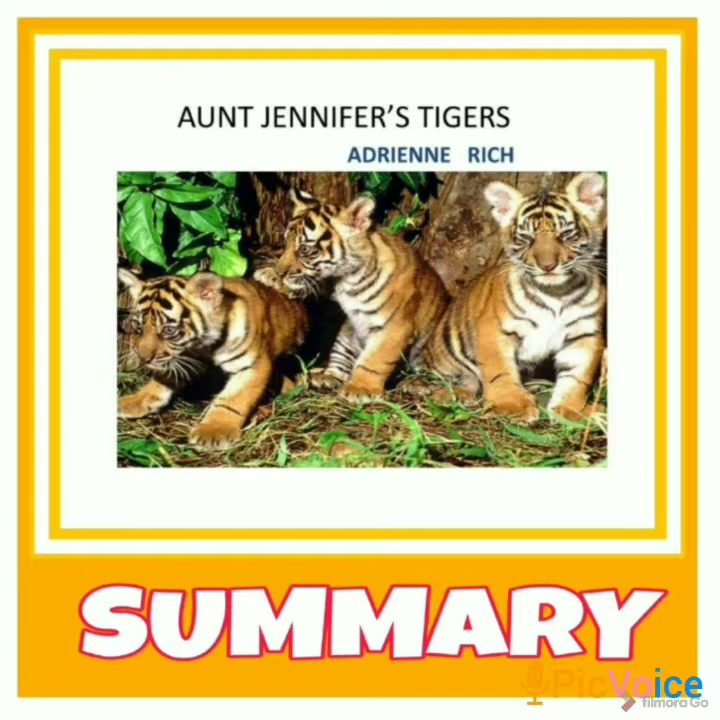 AUNT JENNIFER'S TIGERS
ADRIENNE RICH
SUMMARY
PicVoice
filmora Go